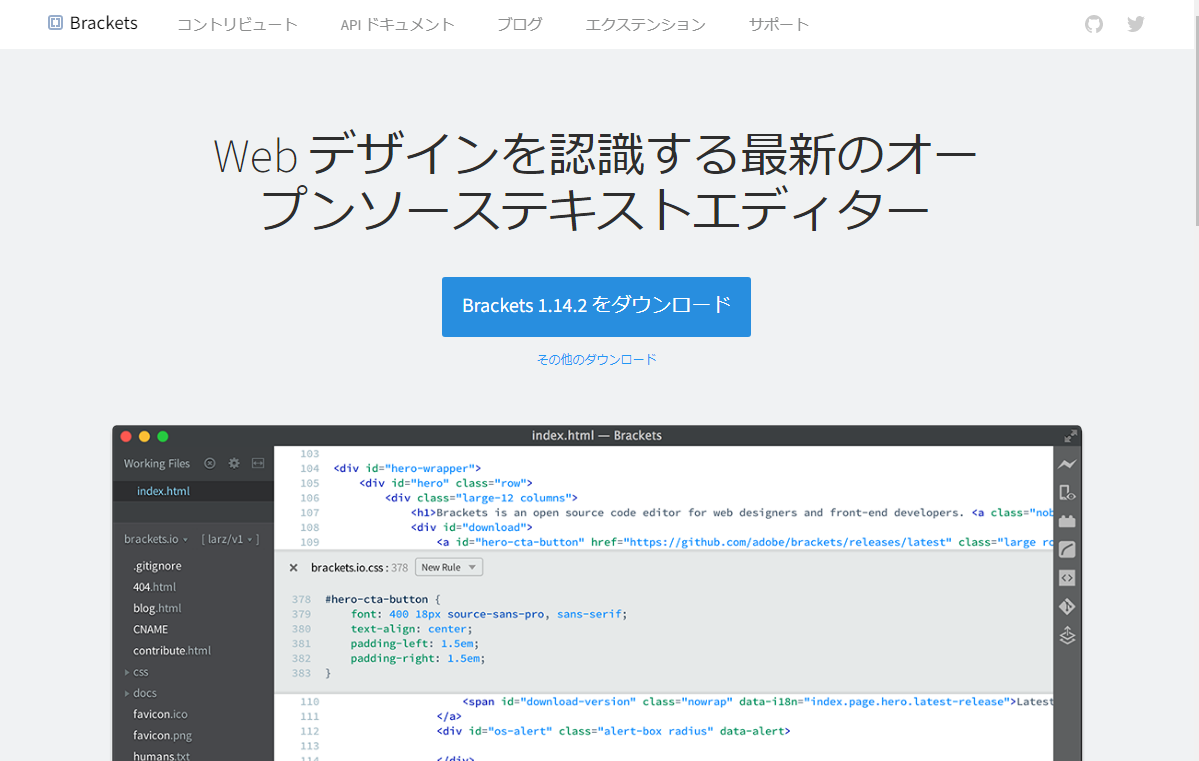 Brackets コントリビュート API ドキュメント ブログ エクステンション サポート
Web デザインを認識する最新のオー
プンソーステキストエディター
Brackets 1.14.2 をダウンロード
その他のダウンロード
index.html — Brackets
Working Files
index.html
brackets.io [ larz/v1 ]
.gitignore
404.html
blog.html
CNAME
contribute.html
css
docs
favicon.ico
favicon.png
humans.txt
103
104 <div id="hero-wrapper">
105 <div id="hero" class="row">
106 <div class="large-12 columns">
107 <h1>Brackets is an open source code editor for web designers and front-end developers. <a class="nob
108 <div id="download">
109 <a id="hero-cta-button" href="https://github.com/adobe/brackets/releases/latest" class="large ro
× brackets.io.css : 378 New Rule
378 #hero-cta-button {
379 font: 400 18px source-sans-pro, sans-serif;
380 text-align: center;
381 padding-left: 1.5em;
382 padding-right: 1.5em;
383 }
110 <span id="download-version" class="nowrap" data-i18n="index.page.hero.latest-release">Latest
111 </a>
112 <div id="os-alert" class="alert-box radius" data-alert>
113
114 </div>